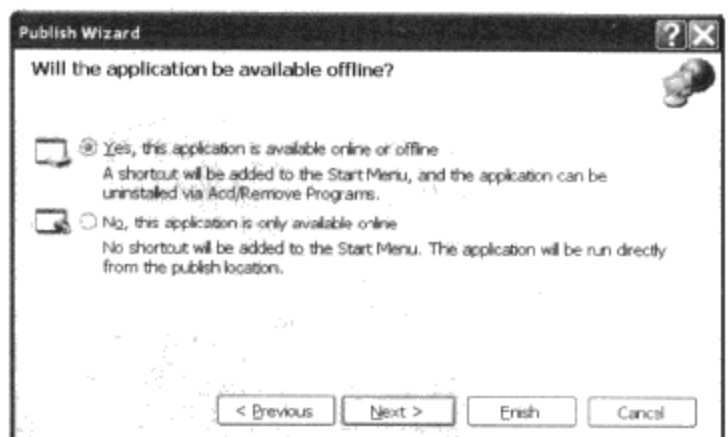 Publish Wizard
Will the application be available offline?
Yes, this application is available online or offline
A shortcut will be added to the Start Menu, and the application can be
uninstalled via Add/Remove Programs.
No, this application is only available online
No shortcut will be added to the Start Menu. The application will be run directly
from the publish location.
< Previous Next > Finish Cancel